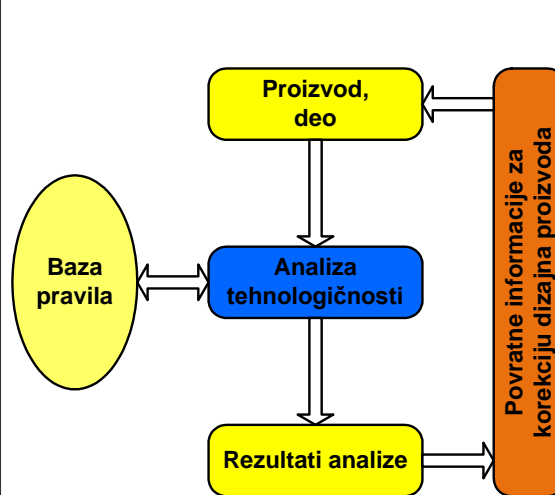 Proizvod,
deo
Baza
pravila
Analiza
tehnologičnosti
Rezultati analize
Povratne informacije za
korekciju dizajna proizvoda